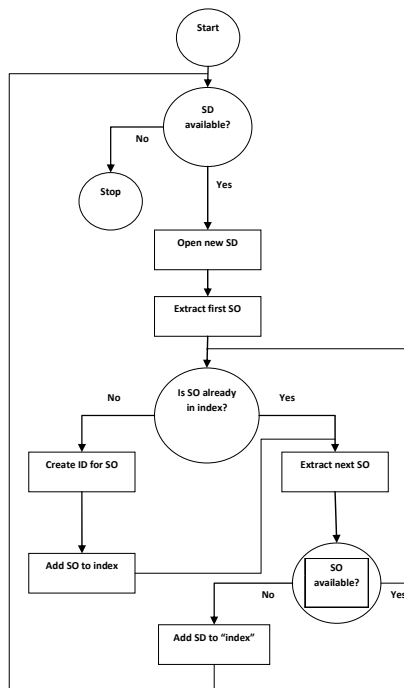 Start
SD
available?
No
Stop
Yes
Open new SD
Extract first SO
Is SO already
in index?
No
Yes
Create ID for SO
Extract next SO
Add SO to index
SO
available?
No
Yes
Add SD to “index”